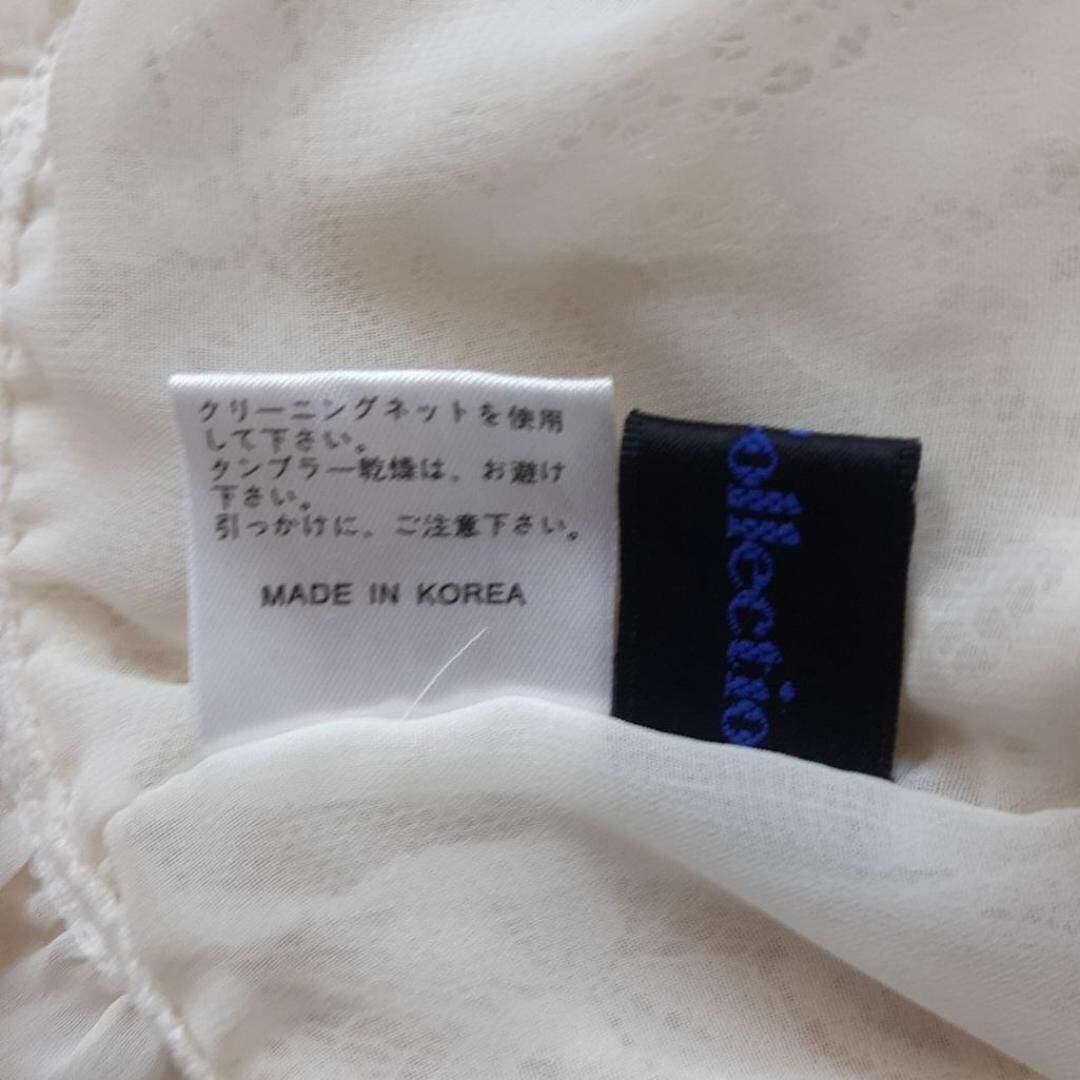 クリーニングネットを使用
して下さい。
タンブラー乾燥は、お避け
下さい。
引っかけに、ご注意下さい。
MADE IN KOREA
ollectio